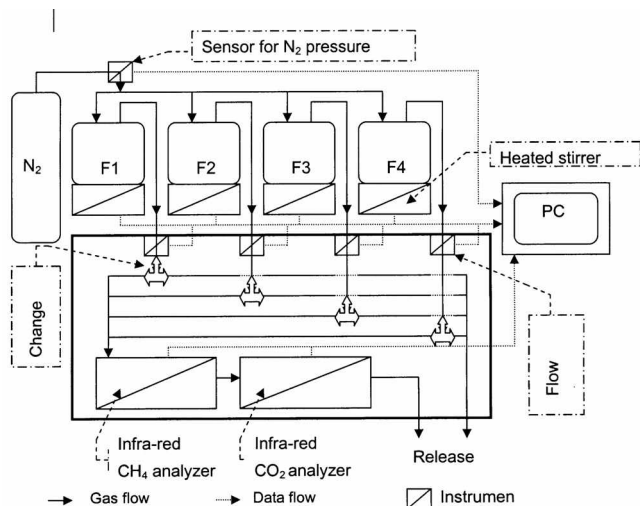 Sensor for N₂ pressure
N₂
F1
F2
F3
F4
Heated stirrer
PC
Change
Flow
Infra-red
CH₄ analyzer
Infra-red
CO₂ analyzer
Release
Gas flow
Data flow
Instrumen